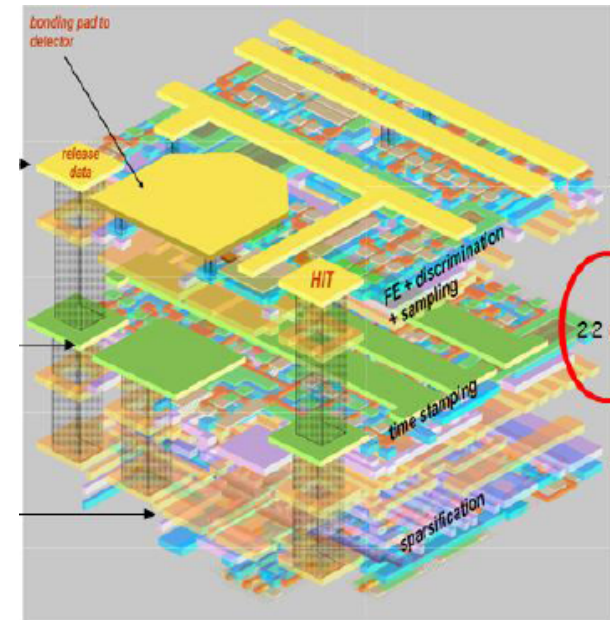 bonding pad to
detector
release
data
HIT
FE + discrimination
+ sampling
2.2
time stamping
sparsification